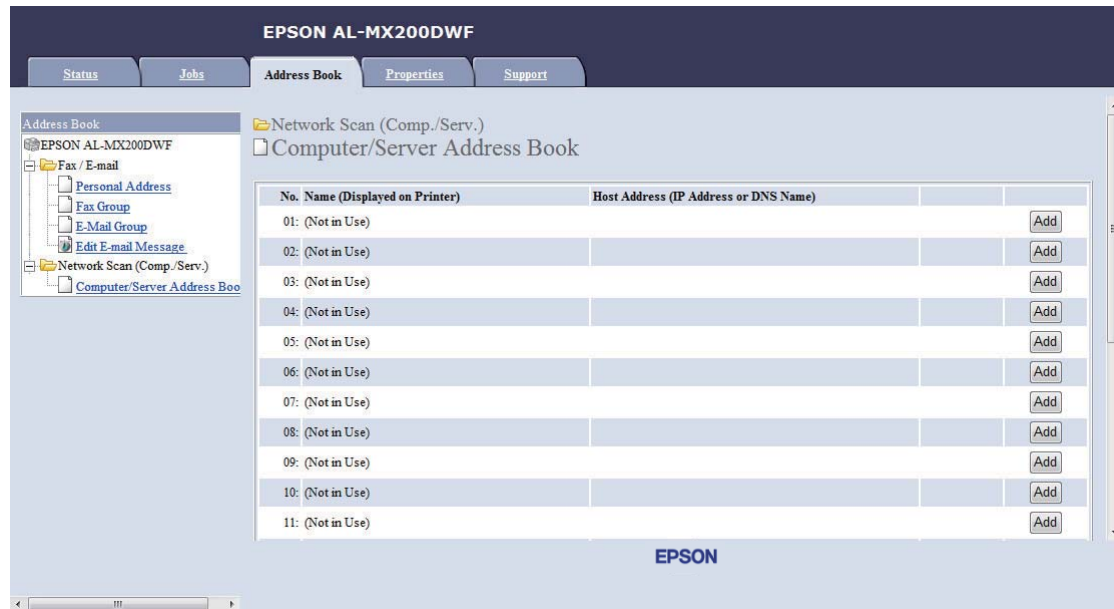 EPSON AL-MX200DWF
Status Jobs Address Book Properties Support
Address Book
EPSON AL-MX200DWF
Fax / E-mail
Personal Address
Fax Group
E-Mail Group
Edit E-mail Message
Network Scan (Comp./Serv.)
Computer/Server Address Boo
Network Scan (Comp./Serv.)
Computer/Server Address Book
No. Name (Displayed on Printer) Host Address (IP Address or DNS Name)
01: (Not in Use) Add
02: (Not in Use) Add
03: (Not in Use) Add
04: (Not in Use) Add
05: (Not in Use) Add
06: (Not in Use) Add
07: (Not in Use) Add
08: (Not in Use) Add
09: (Not in Use) Add
10: (Not in Use) Add
11: (Not in Use) Add
EPSON